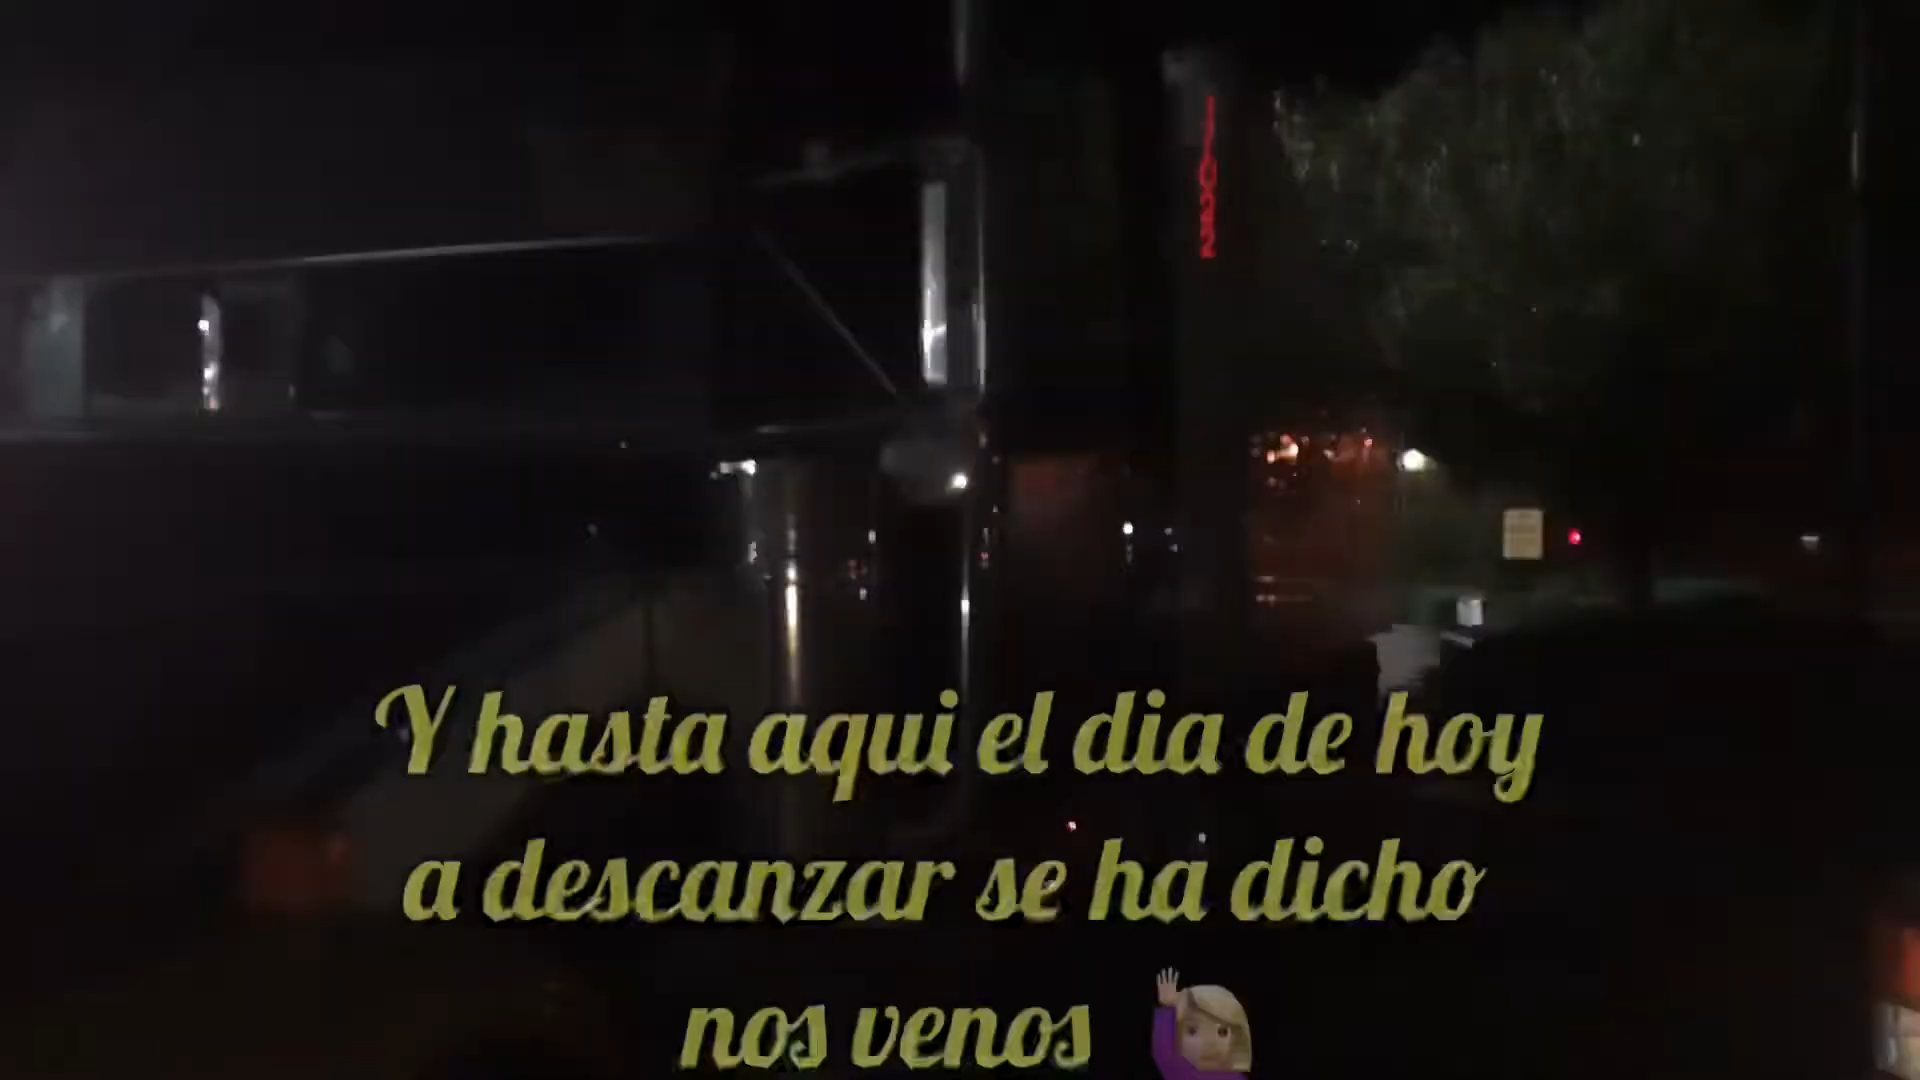 Y hasta aqui el dia de hoy
a descanzar se ha dicho
nos venos 🙋🏼‍♀️